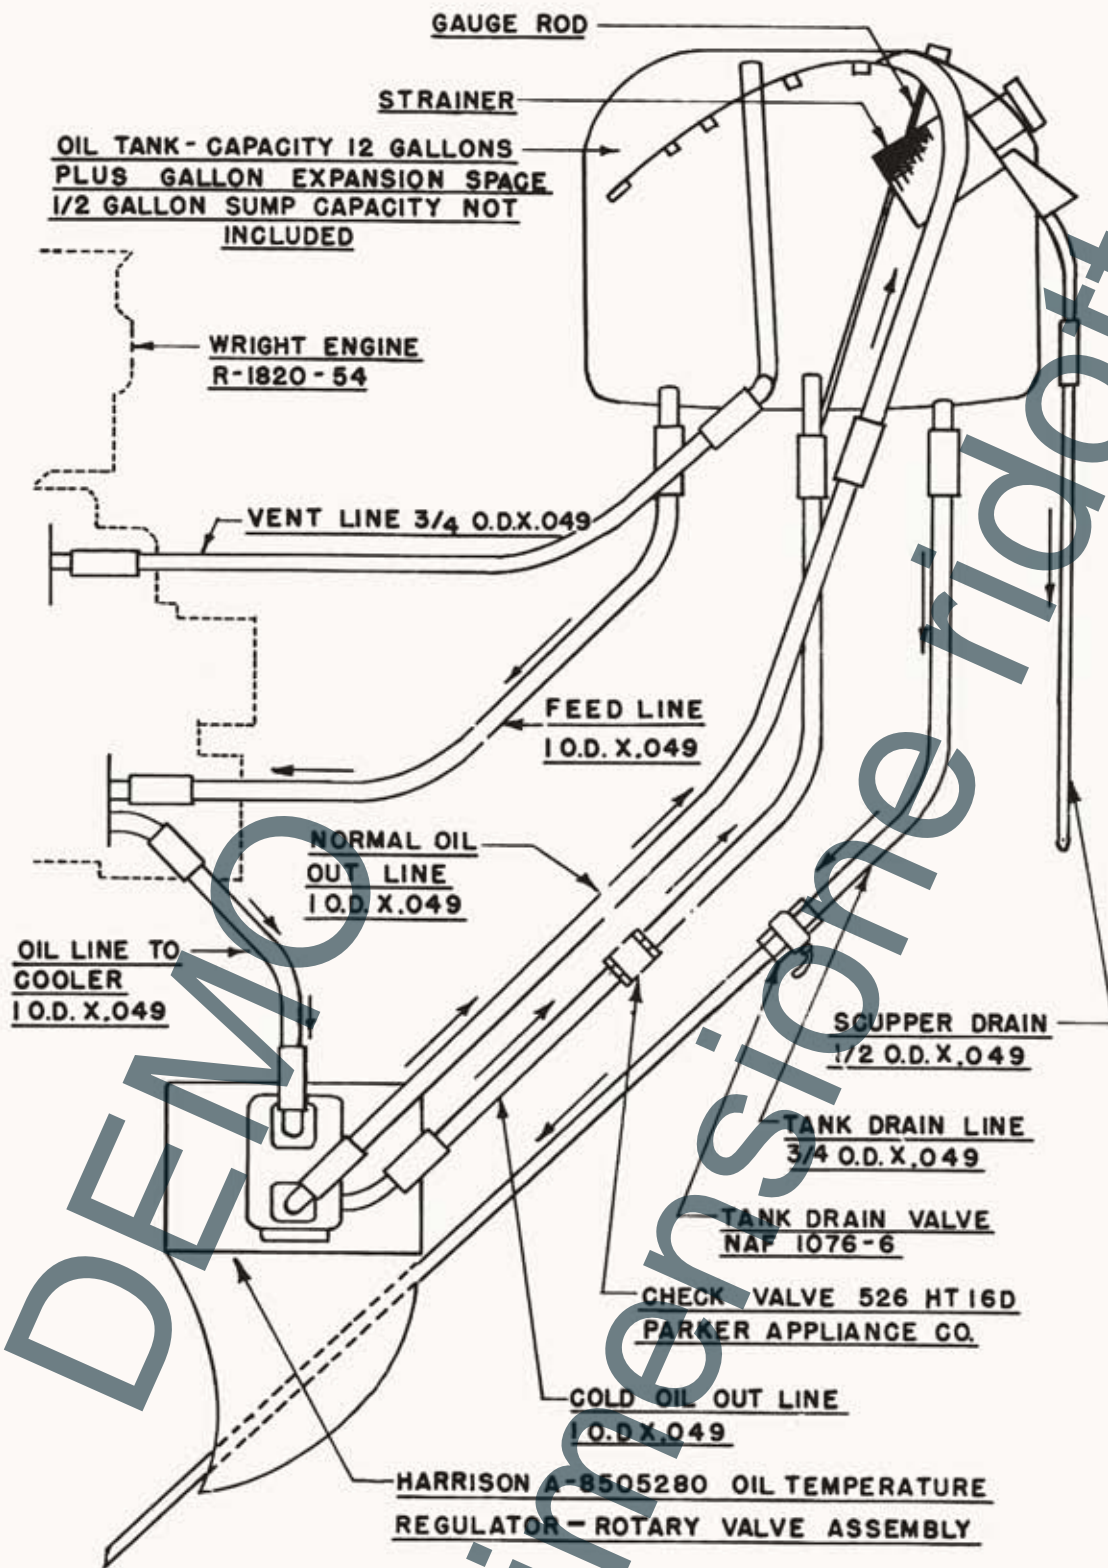 GAUGE ROD
STRAINER
OIL TANK - CAPACITY 12 GALLONS
PLUS GALLON EXPANSION SPACE
1/2 GALLON SUMP CAPACITY NOT
INCLUDED
WRIGHT ENGINE
R-1820-54
VENT LINE 3/4 O.D.X.049
FEED LINE
1 O.D. X.049
NORMAL OIL
OUT LINE
1 O.D. X.049
OIL LINE TO
COOLER
1 O.D. X.049
SCUPPER DRAIN
1/2 O.D. X.049
TANK DRAIN LINE
3/4 O.D. X.049
TANK DRAIN VALVE
NAF 1076-6
CHECK VALVE 526 HT 16D
PARKER APPLIANCE CO.
COLD OIL OUT LINE
1 O.D X.049
HARRISON A-8505280 OIL TEMPERATURE
REGULATOR - ROTARY VALVE ASSEMBLY
DEMO
imensione ridott